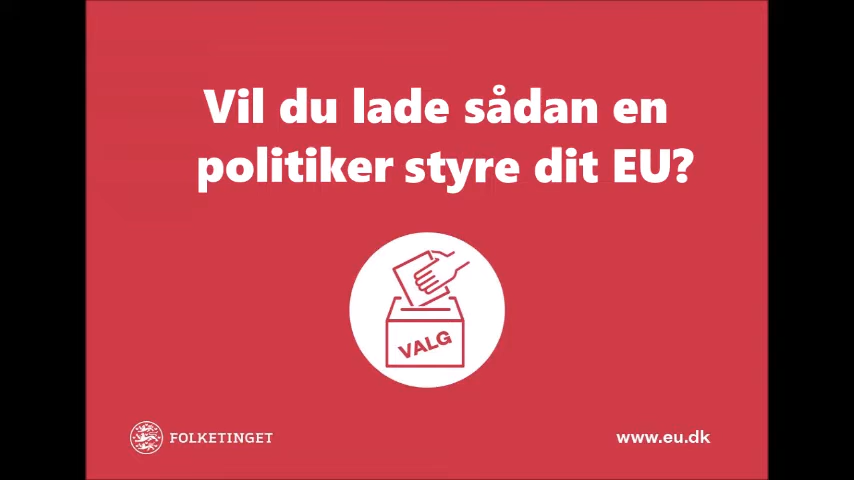 Vil du lade sådan en
politiker styre dit EU?
VALG
FOLKETINGET
www.eu.dk